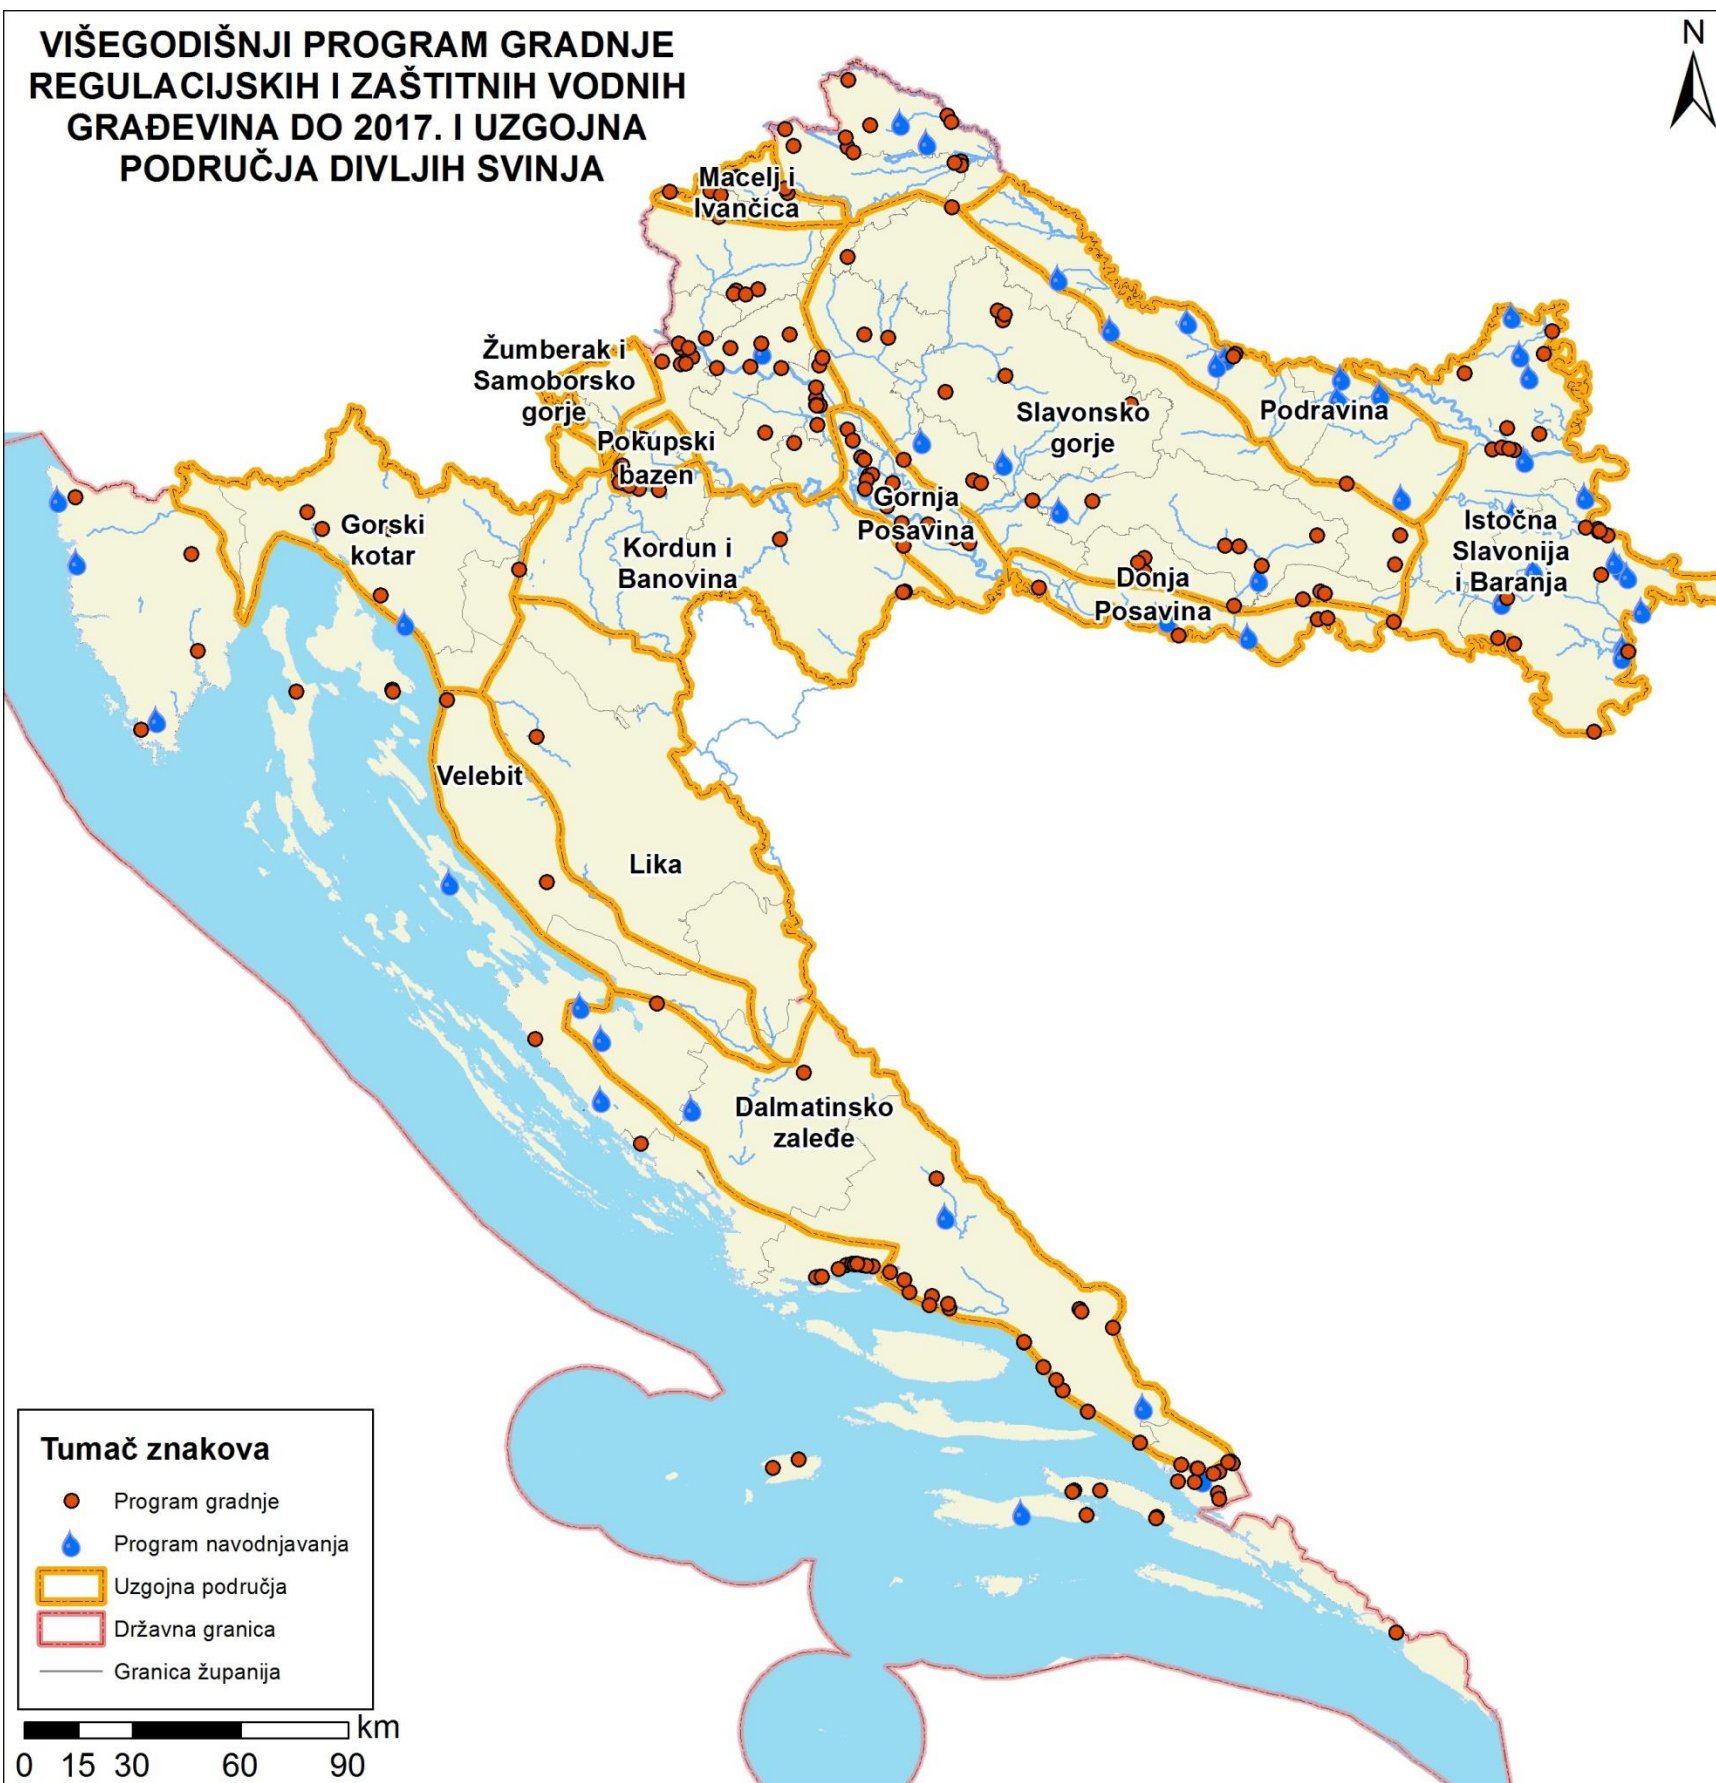 VIŠEGODIŠNJI PROGRAM GRADNJE
REGULACIJSKIH I ZAŠTITNIH VODNIH
GRAĐEVINA DO 2017. I UZGOJNA
PODRUČJA DIVLJIH SVINJA
N
Macelj i
Ivančica
Žumberak i
Samoborsko
gorje
Pokupski
bazen
Slavonsko
gorje
Podravina
Gorski
kotar
Kordun i
Banovina
Gornja
Posavina
Donja
Posavina
Istočna
Slavonija
i Baranja
Velebit
Lika
Dalmatinsko
zaleđe
Tumač znakova
Program gradnje
Program navodnjavanja
Uzgojna područja
Državna granica
Granica županija
km
0 15 30 60 90